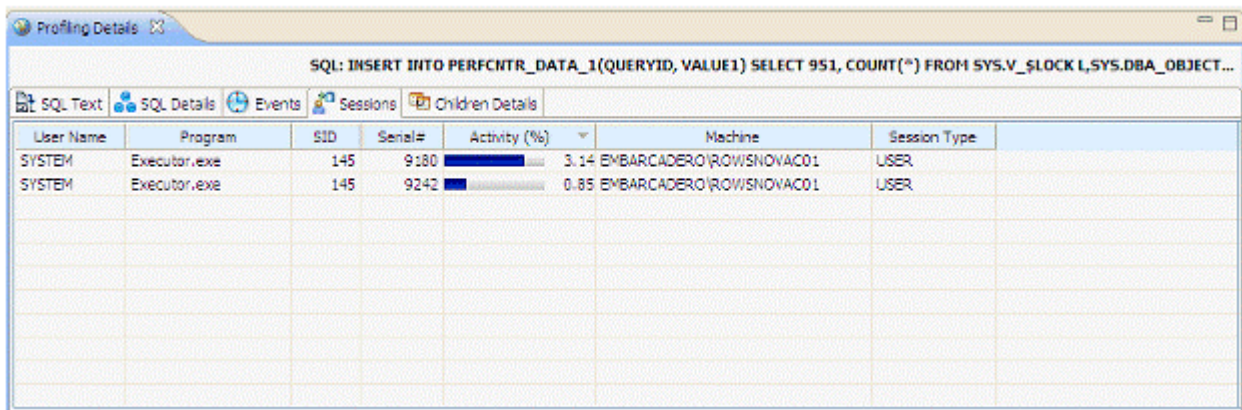 Profiling Details
SQL: INSERT INTO PERFCNTR_DATA_1(QUERYID, VALUE1) SELECT 951, COUNT(*) FROM SYS.V_$LOCK L,SYS.DBA_OBJECT...
SQL Text SQL Details Events Sessions Children Details
User Name Program SID Serial# Activity (%) Machine Session Type
SYSTEM Executor.exe 145 9180 3.14 EMBARCADERO\ROWSNOVAC01 USER
SYSTEM Executor.exe 145 9242 0.85 EMBARCADERO\ROWSNOVAC01 USER